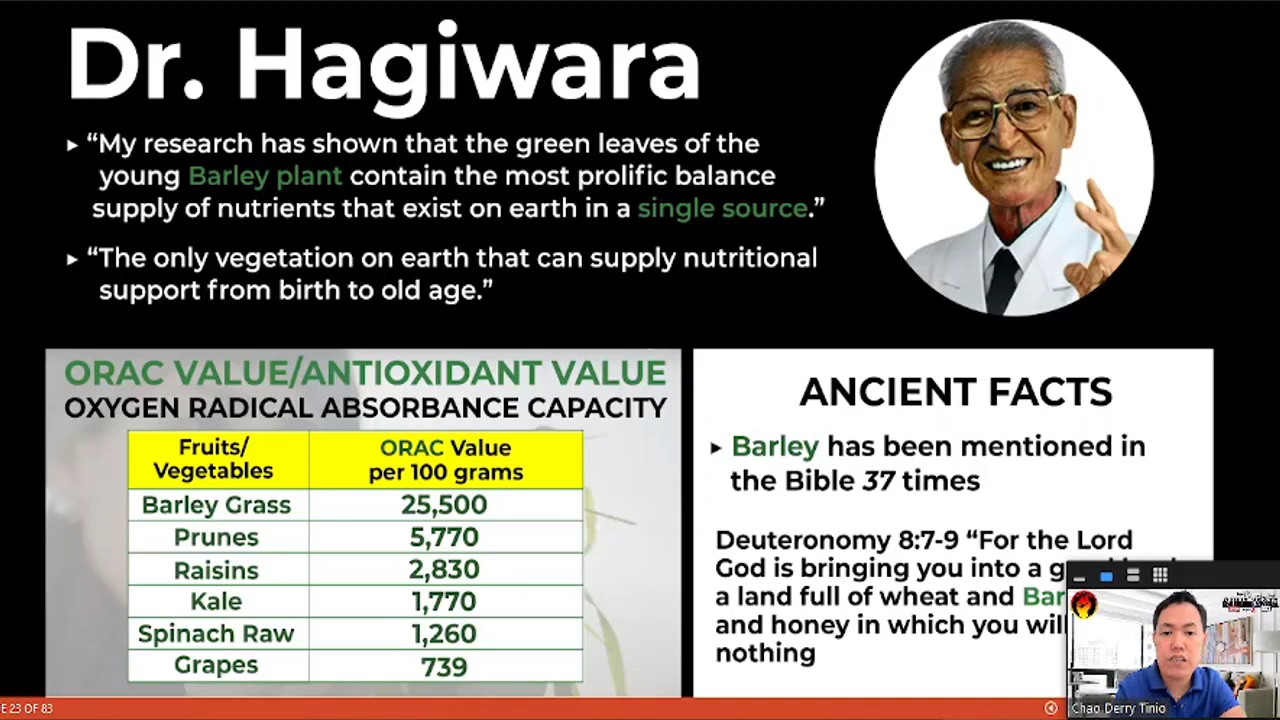 Dr. Hagiwara
▸ “My research has shown that the green leaves of the
young Barley plant contain the most prolific balance
supply of nutrients that exist on earth in a single source.”
▸ “The only vegetation on earth that can supply nutritional
support from birth to old age.”
ORAC VALUE/ANTIOXIDANT VALUE
OXYGEN RADICAL ABSORBANCE CAPACITY
Fruits/
Vegetables
ORAC Value
per 100 grams
Barley Grass 25,500
Prunes 5,770
Raisins 2,830
Kale 1,770
Spinach Raw 1,260
Grapes 739
ANCIENT FACTS
▸ Barley has been mentioned in
the Bible 37 times
Deuteronomy 8:7-9 “For the Lord
God is bringing you into a g
a land full of wheat and Bar
and honey in which you will
nothing
E 23 OF 83
Chao Derry Tinio